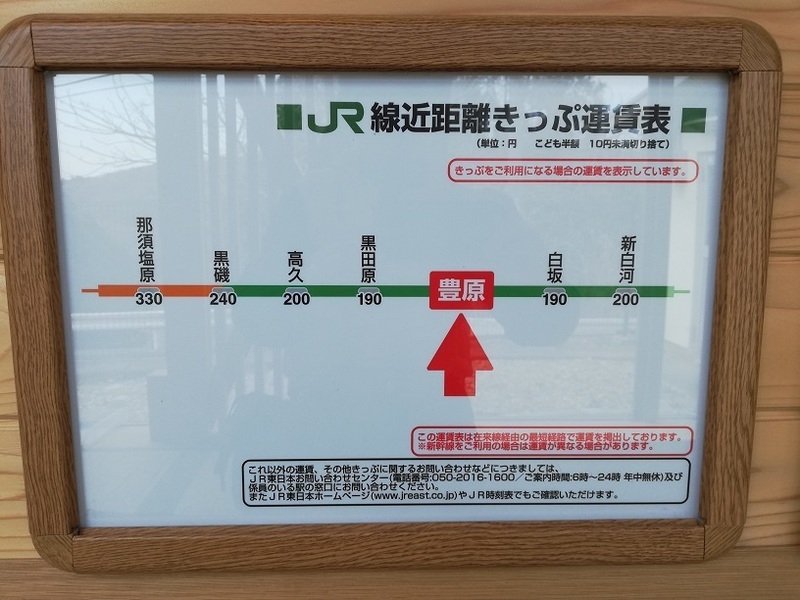 ■JR線近距離きっぷ運賃表■
(単位：円　こども半額　10円未満切り捨て)
きっぷをご利用になる場合の運賃を表示しています。
那須塩原 黒磯 高久 黒田原 豊原 白坂 新白河
330 240 200 190 190 200
この運賃表は在来線経由の最短経路で運賃を掲出しております。
※新幹線をご利用の場合は運賃が異なる場合があります。
これ以外の運賃、その他きっぷに関するお問い合わせなどにつきましては、
JR東日本お問い合わせセンター(電話番号:050-2016-1600／ご案内時間:6時～24時 年中無休)及び
係員のいる駅の窓口にお問い合わせください。
またJR東日本ホームページ(www.jreast.co.jp)やJR時刻表でもご確認いただけます。